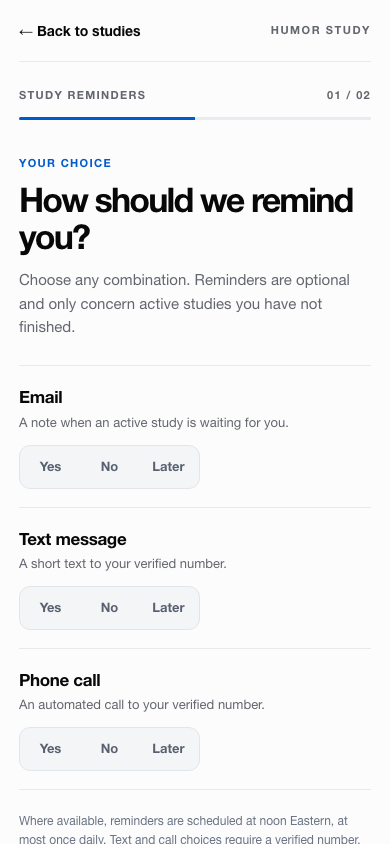 ← Back to studies
HUMOR STUDY
STUDY REMINDERS
01 / 02
YOUR CHOICE
How should we remind
you?
Choose any combination. Reminders are optional
and only concern active studies you have not
finished.
Email
A note when an active study is waiting for you.
Yes No Later
Text message
A short text to your verified number.
Yes No Later
Phone call
An automated call to your verified number.
Yes No Later
Where available, reminders are scheduled at noon Eastern, at
most once daily. Text and call choices require a verified number.